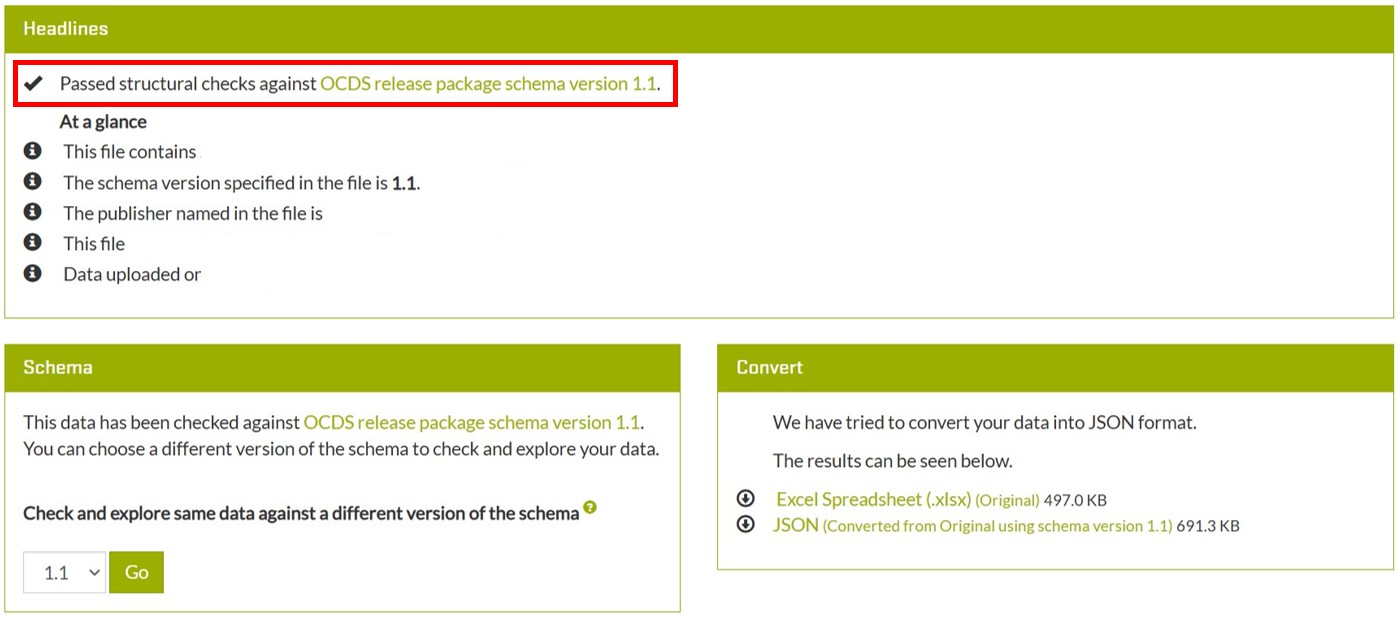 Headlines
Passed structural checks against OCDS release package schema version 1.1.
At a glance
This file contains
The schema version specified in the file is 1.1.
The publisher named in the file is
This file
Data uploaded or
Schema
This data has been checked against OCDS release package schema version 1.1.
You can choose a different version of the schema to check and explore your data.
Check and explore same data against a different version of the schema ?
1.1 Go
Convert
We have tried to convert your data into JSON format.
The results can be seen below.
Excel Spreadsheet (.xlsx) (Original) 497.0 KB
JSON (Converted from Original using schema version 1.1) 691.3 KB